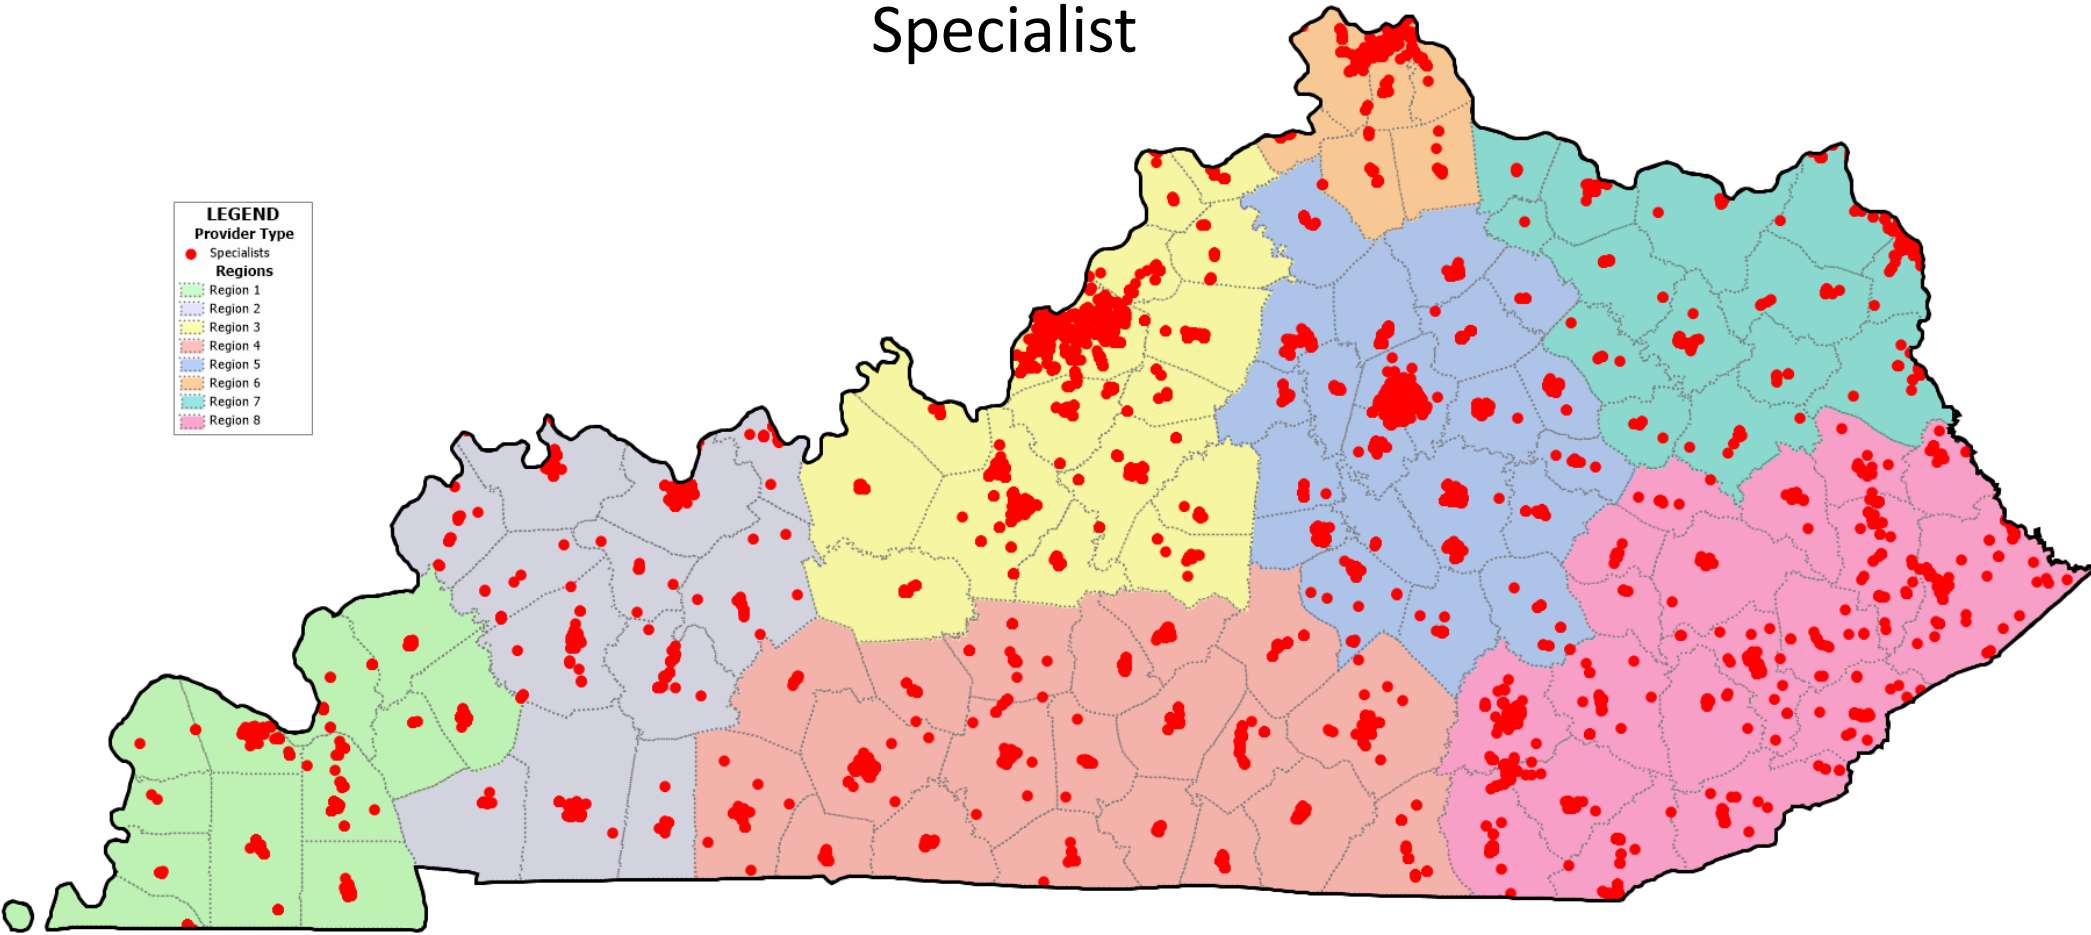 Specialist
LEGEND
Provider Type
Specialists
Regions
Region 1
Region 2
Region 3
Region 4
Region 5
Region 6
Region 7
Region 8